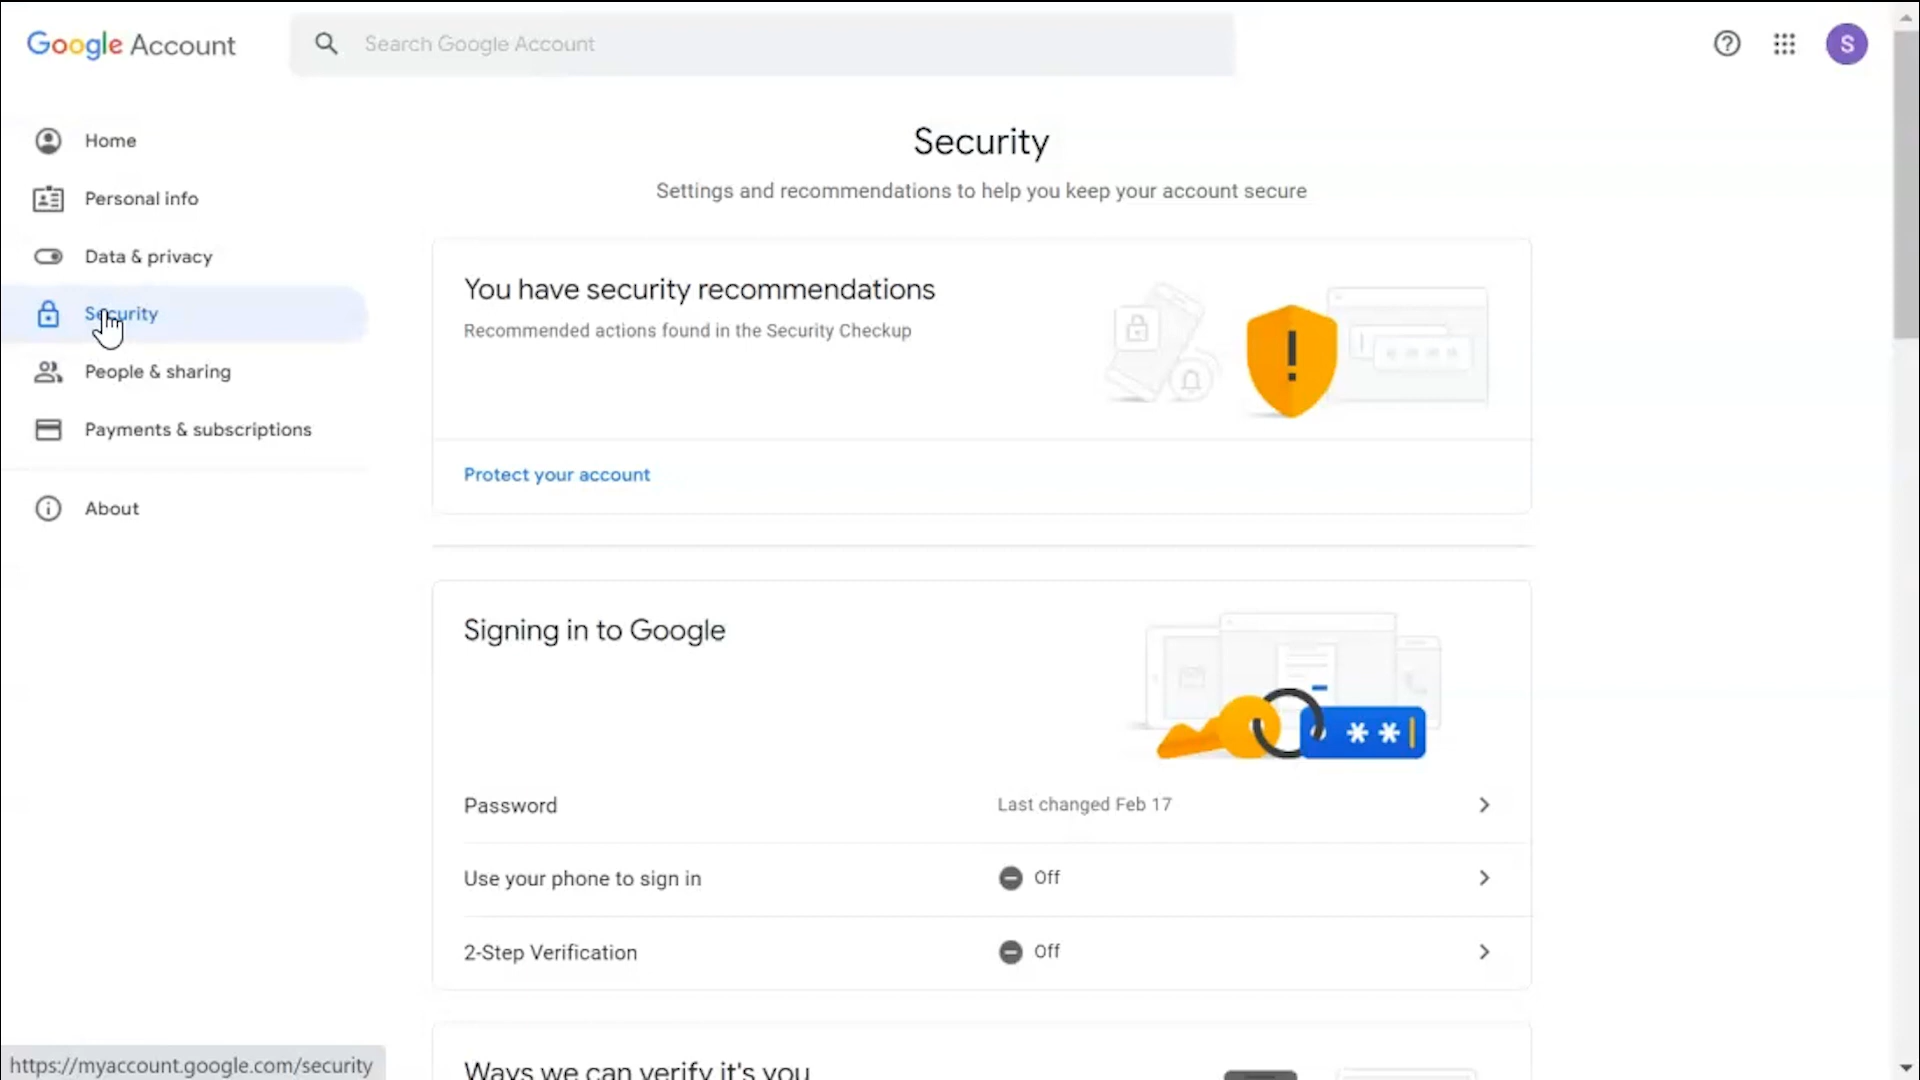 Google Account
Search Google Account
S
Home
Personal info
Data & privacy
Security
People & sharing
Payments & subscriptions
About
Security
Settings and recommendations to help you keep your account secure
You have security recommendations
Recommended actions found in the Security Checkup
Protect your account
Signing in to Google
**
Password Last changed Feb 17
Use your phone to sign in Off
2-Step Verification Off
Ways we can verify it's you
https://myaccount.google.com/security